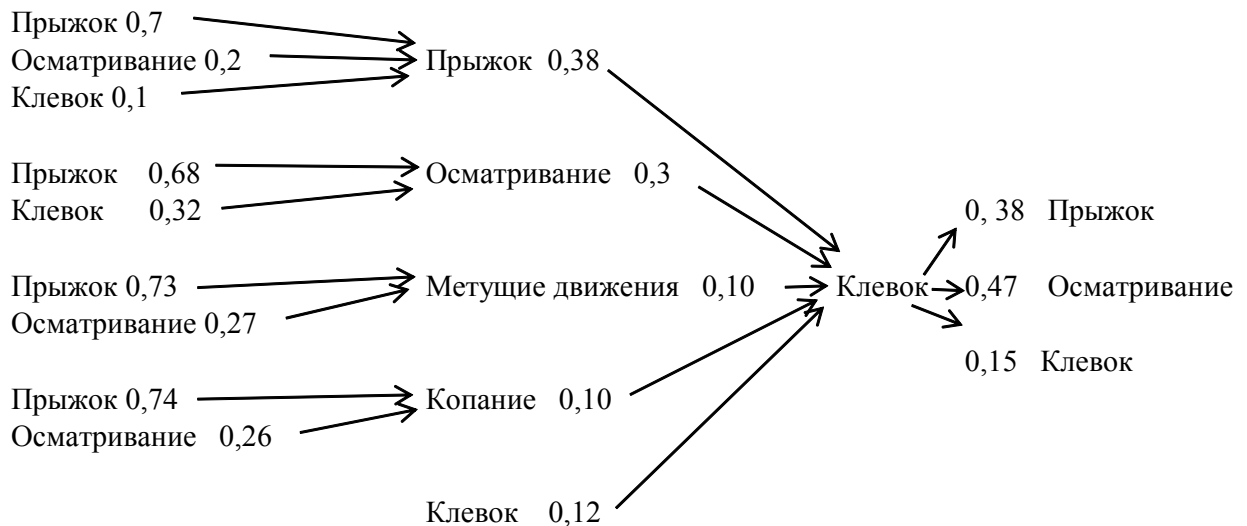 Прыжок 0,7
Осматривание 0,2
Клевок 0,1
Прыжок 0,38
Прыжок 0,68
Клевок 0,32
Осматривание 0,3
Прыжок 0,73
Осматривание 0,27
Метущие движения 0,10
Прыжок 0,74
Осматривание 0,26
Копание 0,10
Клевок 0,12
Клевок
0, 38 Прыжок
0,47 Осматривание
0,15 Клевок